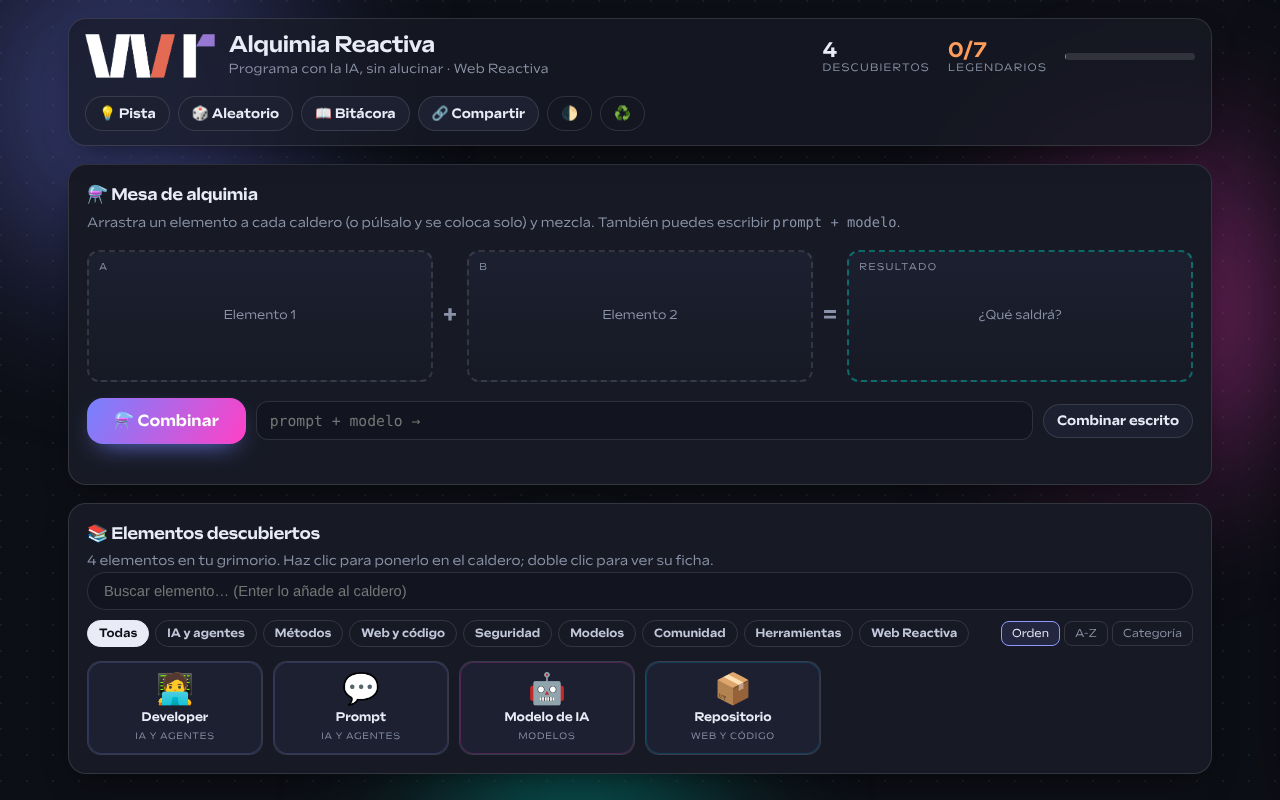 Wr
Alquimia Reactiva
Programa con la IA, sin alucinar · Web Reactiva
4
DESCUBIERTOS
0/7
LEGENDARIOS
💡 Pista
🎲 Aleatorio
📖 Bitácora
🔗 Compartir
⚗️ Mesa de alquimia
Arrastra un elemento a cada caldero (o púlsalo y se coloca solo) y mezcla. También puedes escribir prompt + modelo.
A
Elemento 1
+
B
Elemento 2
=
RESULTADO
¿Qué saldrá?
⚗️ Combinar
prompt + modelo →
Combinar escrito
📚 Elementos descubiertos
4 elementos en tu grimorio. Haz clic para ponerlo en el caldero; doble clic para ver su ficha.
Buscar elemento… (Enter lo añade al caldero)
Todas
IA y agentes
Métodos
Web y código
Seguridad
Modelos
Comunidad
Herramientas
Web Reactiva
Orden
A-Z
Categoría
Developer
IA Y AGENTES
Prompt
IA Y AGENTES
Modelo de IA
MODELOS
Repositorio
WEB Y CÓDIGO